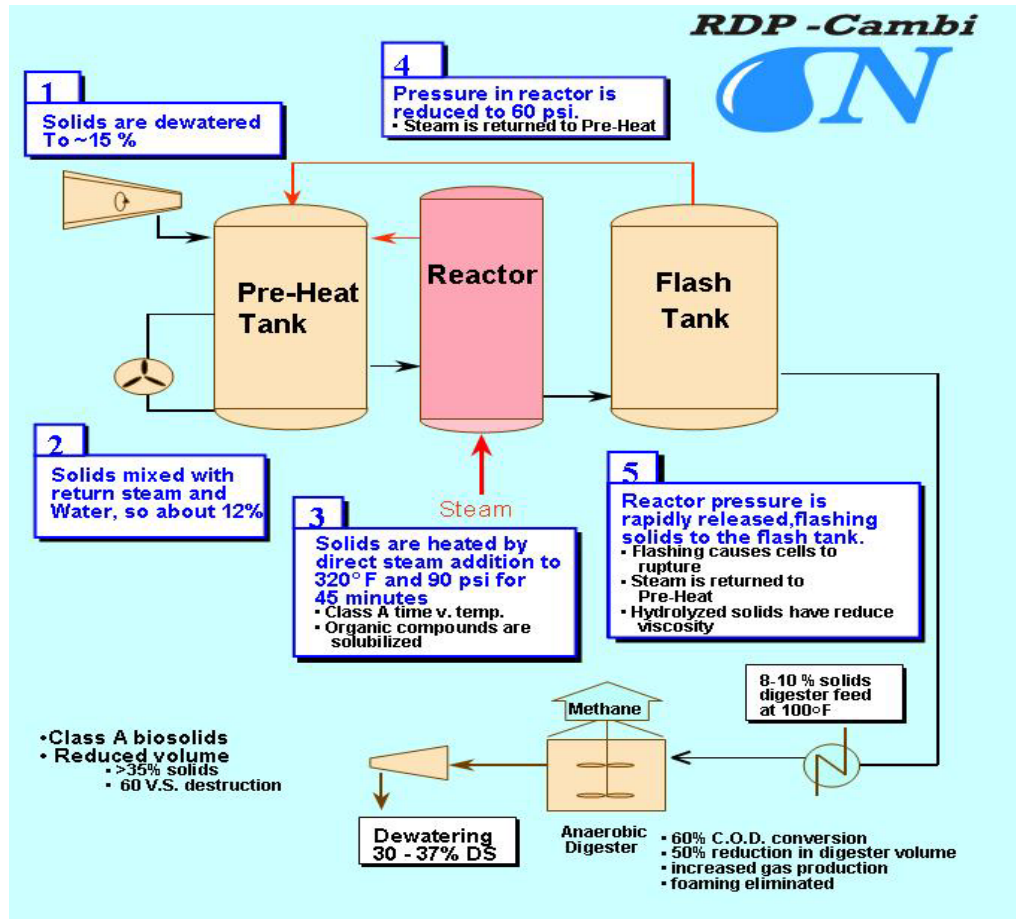 RDP -Cambi
N
1
Solids are dewatered
To ~15 %
4
Pressure in reactor is
reduced to 60 psi.
▪ Steam is returned to Pre-Heat
Pre-Heat
Tank
Reactor
Flash
Tank
2
Solids mixed with
return steam and
Water, so about 12%
Steam
3
Solids are heated by
direct steam addition to
320° F and 90 psi for
45 minutes
▪ Class A time v. temp.
▪ Organic compounds are
solubilized
5
Reactor pressure is
rapidly released,flashing
solids to the flash tank.
▪ Flashing causes cells to
rupture
▪ Steam is returned to
Pre-Heat
▪ Hydrolyzed solids have reduce
viscosity
8-10 % solids
digester feed
at 100°F
Methane
•Class A biosolids
• Reduced volume
▪ >35% solids
▪ 60 V.S. destruction
Dewatering
30 - 37% DS
Anaerobic
Digester
▪ 60% C.O.D. conversion
▪ 50% reduction in digester volume
▪ increased gas production
▪ foaming eliminated